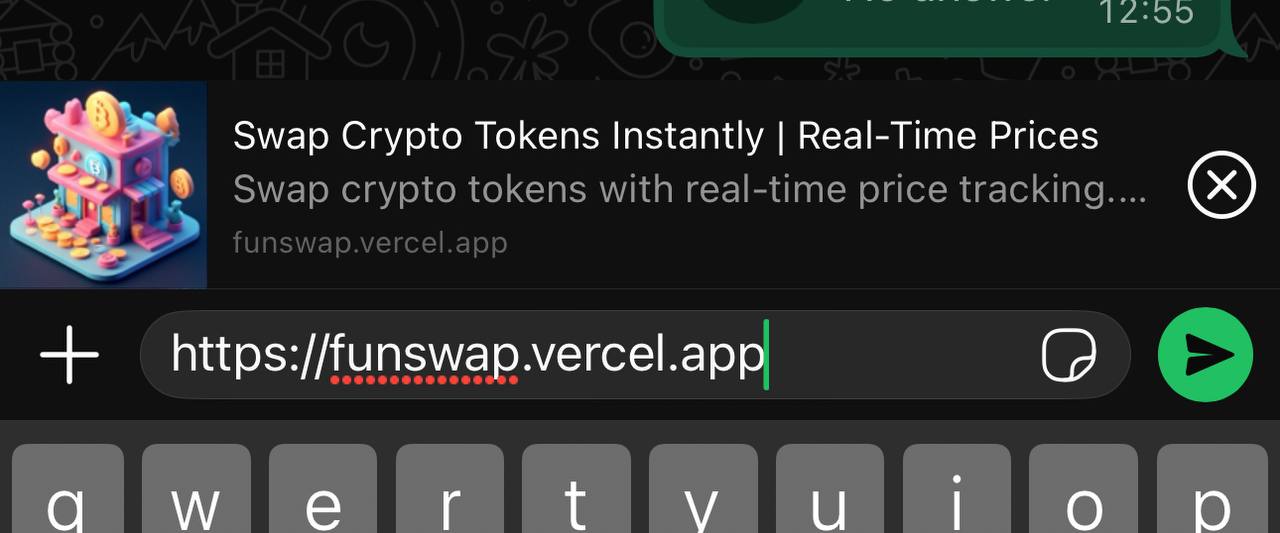 12:55
Swap Crypto Tokens Instantly | Real-Time Prices
Swap crypto tokens with real-time price tracking....
funswap.vercel.app
https://funswap.vercel.app
q w e r t y u i o p